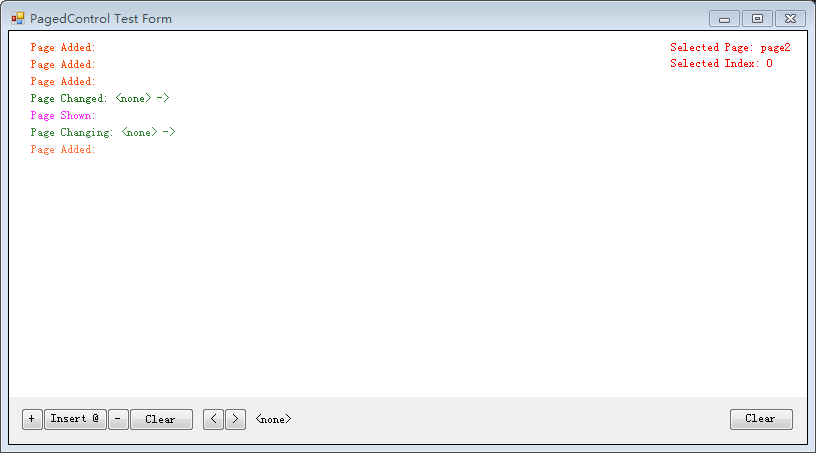 PagedControl Test Form
Page Added:
Page Added:
Page Added:
Page Changed: <none> ->
Page Shown:
Page Changing: <none> ->
Page Added:
Selected Page: page2
Selected Index: 0
+ Insert @ - Clear < > <none> Clear